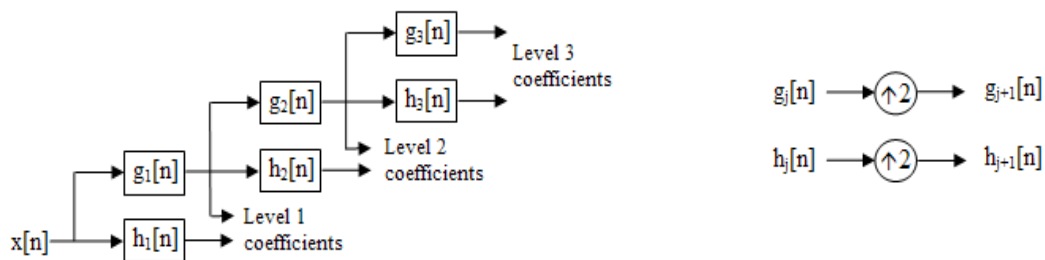 g₃[n]
Level 3
coefficients
g₂[n]
h₃[n]
Level 2
coefficients
g₁[n]
h₂[n]
Level 1
coefficients
x[n]
h₁[n]
gⱼ[n]
↑2
gⱼ₊₁[n]
hⱼ[n]
↑2
hⱼ₊₁[n]